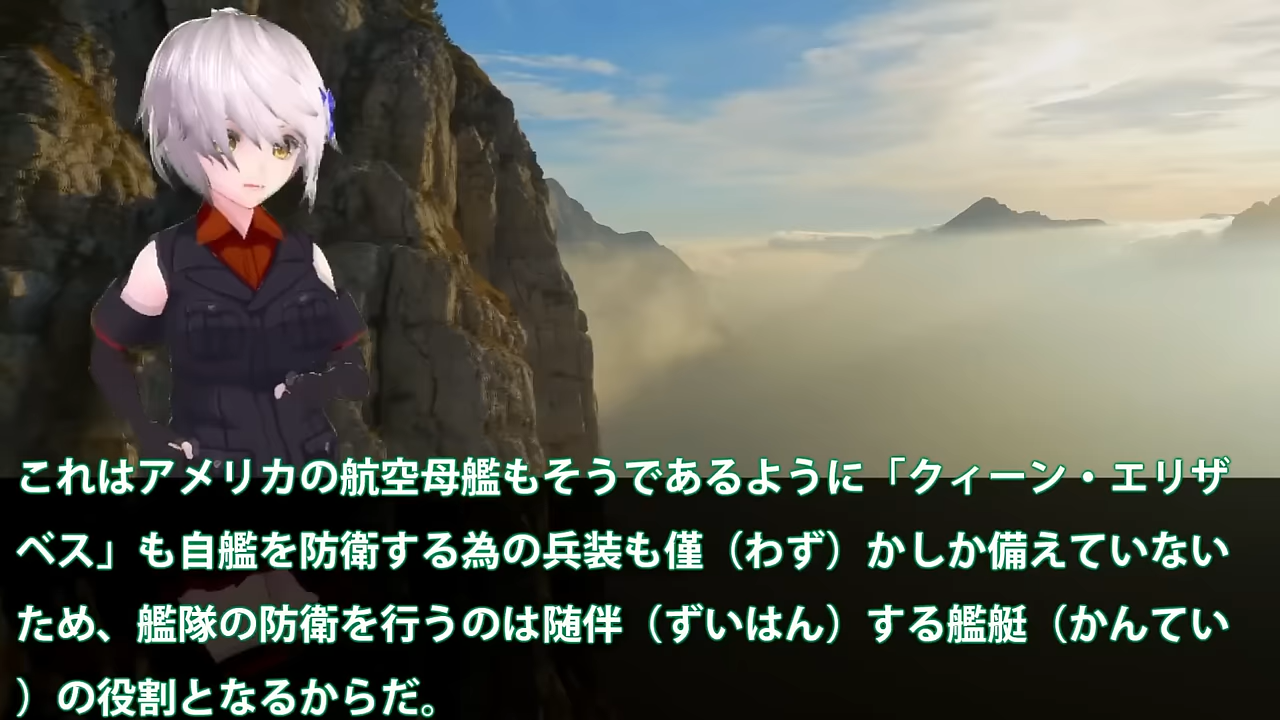 これはアメリカの航空母艦もそうであるように「クィーン・エリザ
ベス」も自艦を防衛する為の兵装も僅（わず）かしか備えていない
ため、艦隊の防衛を行うのは随伴（ずいはん）する艦艇（かんてい
）の役割となるからだ。